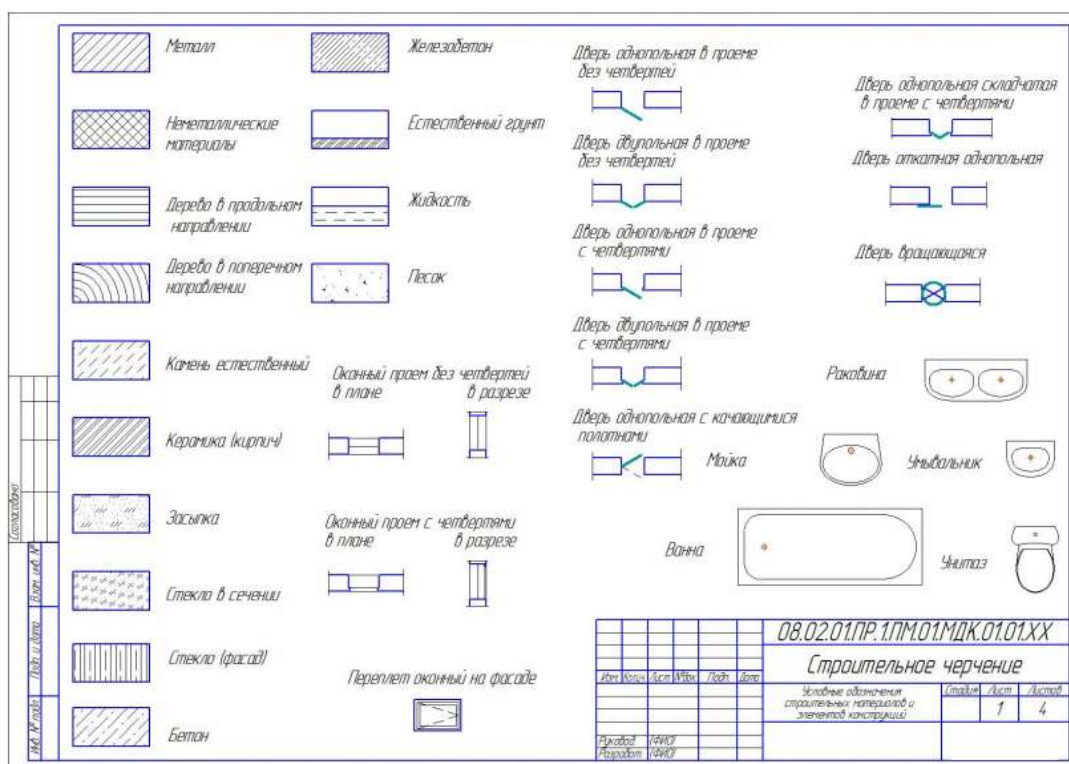 Металл
Неметаллические
материалы
Дерево в продольном
направлении
Дерево в поперечном
направлении
Камень естественный
Керамика (кирпич)
Засыпка
Стекло в сечении
Стекло (фасад)
Бетон
Железобетон
Естественный грунт
Жидкость
Песок
Оконный проем без четвертей
в плане в разрезе
Оконный проем с четвертями
в плане в разрезе
Переплет оконный на фасаде
Дверь однопольная в проеме
без четвертей
Дверь двупольная в проеме
без четвертей
Дверь однопольная в проеме
с четвертями
Дверь двупольная в проеме
с четвертями
Дверь однопольная с качающимися
полотнами
Дверь однопольная складчатая
в проеме с четвертями
Дверь откатная однопольная
Дверь вращающаяся
Раковина
Мойка
Умывальник
Ванна
Унитаз
Согласовано
Взам. инв. №
Подп. и дата
Инв. № подл.
08.02.01.ПР.1.ПМ.01.МДК.01.01.ХХ
Строительное черчение
Изм. Колич. Лист №док. Подп. Дата
Условные обозначения
строительных материалов и
элементов конструкций
Стадия Лист Листов
1 4
Руковод. (ФИО)
Разработ. (ФИО)